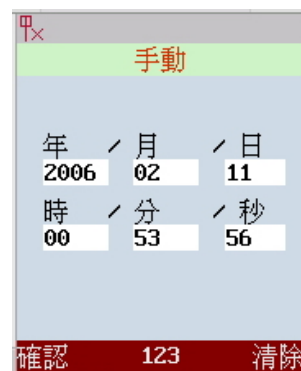 手動
年 / 月 / 日
2006 02 11
時 / 分 / 秒
00 53 56
確認 123 清除